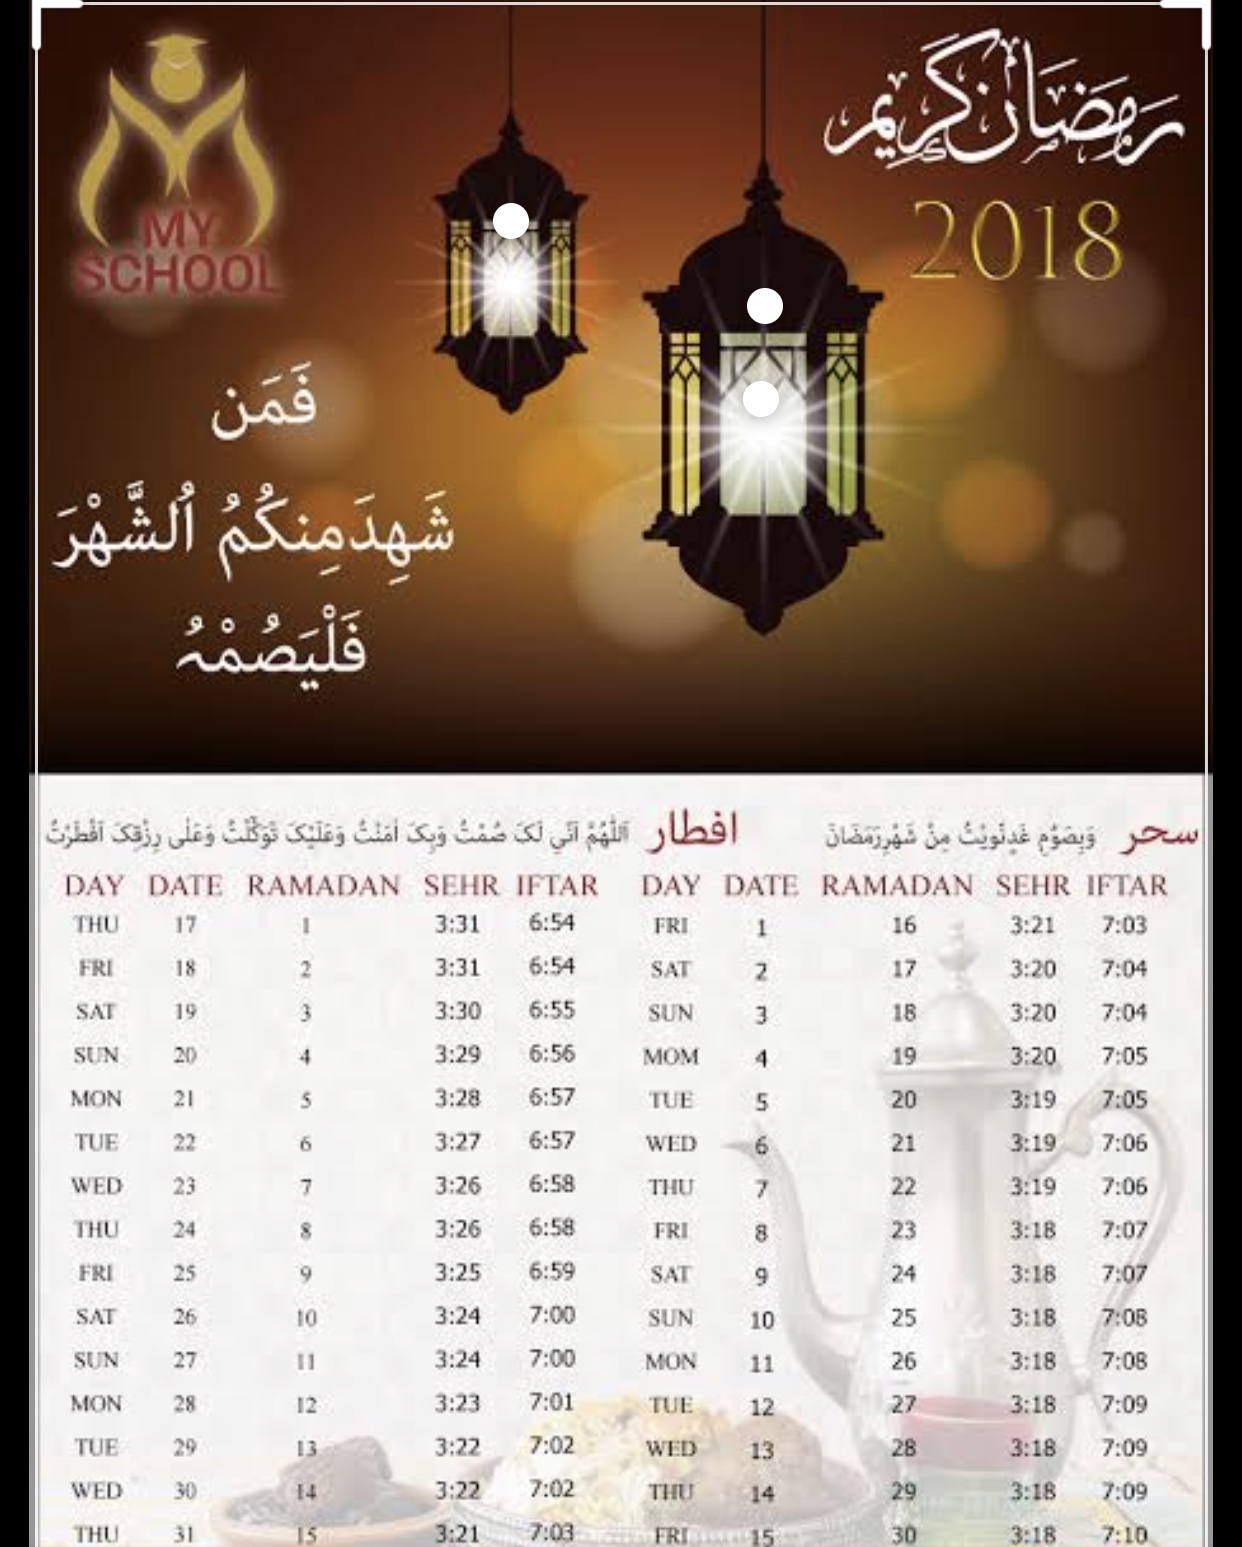 MY
SCHOOL
رَمَضَان كَرِيم
2018
فَمَن
شَهِدَمِنكُمُ ٱلشَّهْرَ
فَلْيَصُمْهُ
سحر وَبِصَوْمِ غَدٍنَّوَيْتُ مِنْ شَهْرِرَمَضَانَ
افطار اَللّٰهُمَّ اِنِّی لَکَ صُمْتُ وَبِکَ اٰمَنْتُ وَعَلَيْکَ تَوَكَّلْتُ وَعَلٰی رِزْقِکَ اَفْطَرْتُ
DAY DATE RAMADAN SEHR IFTAR DAY DATE RAMADAN SEHR IFTAR
THU 17 1 3:31 6:54 FRI 1 16 3:21 7:03
FRI 18 2 3:31 6:54 SAT 2 17 3:20 7:04
SAT 19 3 3:30 6:55 SUN 3 18 3:20 7:04
SUN 20 4 3:29 6:56 MOM 4 19 3:20 7:05
MON 21 5 3:28 6:57 TUE 5 20 3:19 7:05
TUE 22 6 3:27 6:57 WED 6 21 3:19 7:06
WED 23 7 3:26 6:58 THU 7 22 3:19 7:06
THU 24 8 3:26 6:58 FRI 8 23 3:18 7:07
FRI 25 9 3:25 6:59 SAT 9 24 3:18 7:07
SAT 26 10 3:24 7:00 SUN 10 25 3:18 7:08
SUN 27 11 3:24 7:00 MON 11 26 3:18 7:08
MON 28 12 3:23 7:01 TUE 12 27 3:18 7:09
TUE 29 13 3:22 7:02 WED 13 28 3:18 7:09
WED 30 14 3:22 7:02 THU 14 29 3:18 7:09
THU 31 15 3:21 7:03 FRI 15 30 3:18 7:10